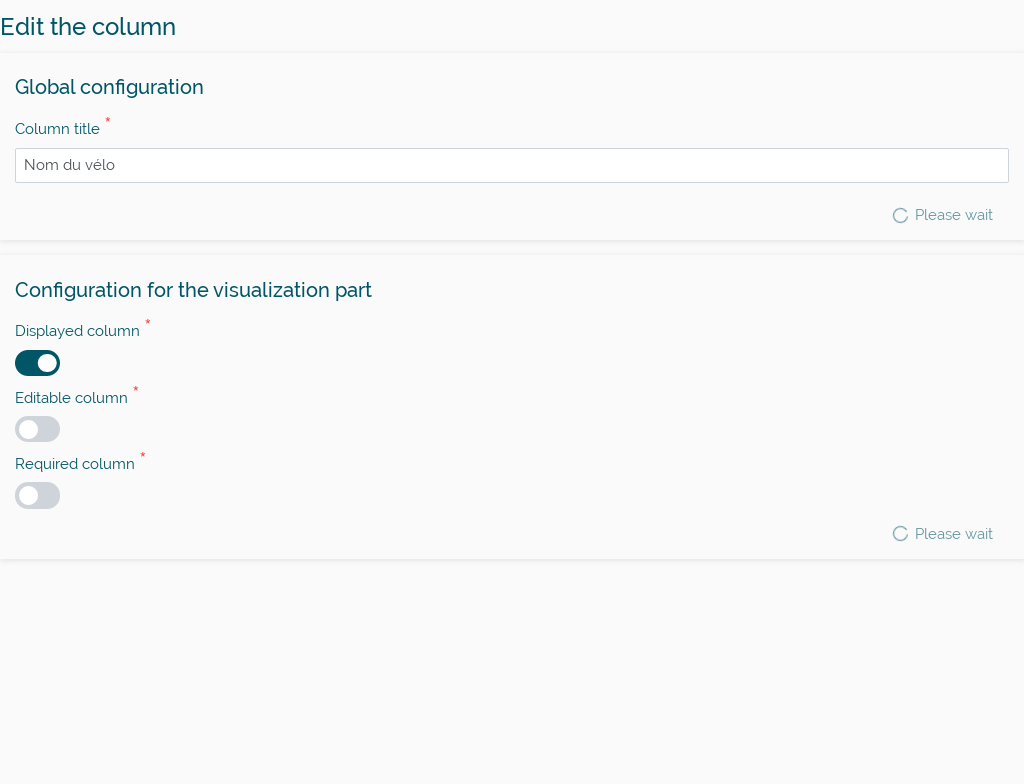 Edit the column
Global configuration
Column title *
Nom du vélo
Please wait
Configuration for the visualization part
Displayed column *
Editable column *
Required column *
Please wait